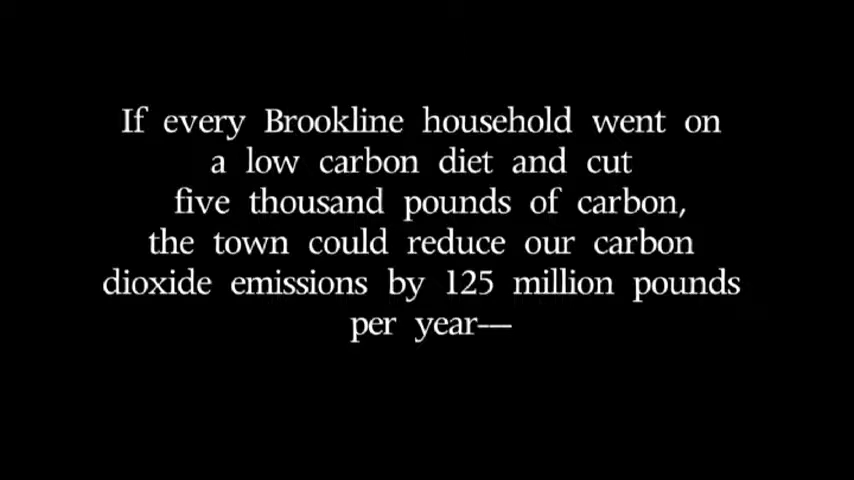 If every Brookline household went on
a low carbon diet and cut
five thousand pounds of carbon,
the town could reduce our carbon
dioxide emissions by 125 million pounds
per year—